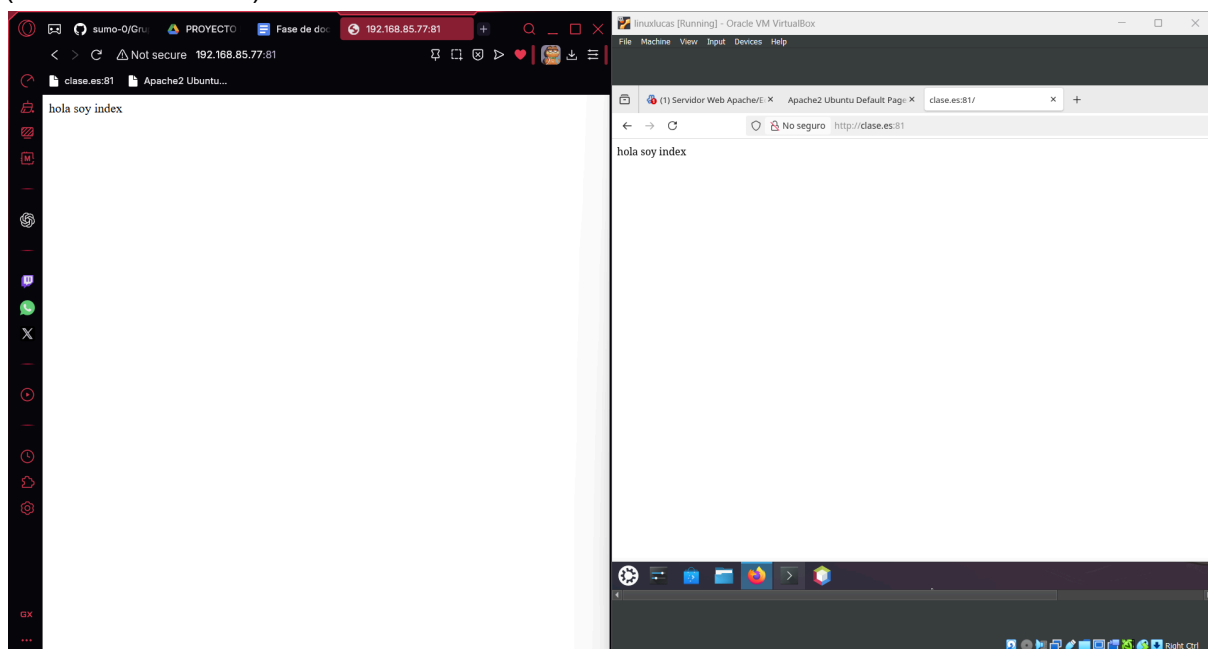 sumo-0/Gru
PROYECTO
Fase de doc
192.168.85.77:81
Not secure 192.168.85.77:81
clase.es:81
Apache2 Ubuntu...
hola soy index
M
GX
linuxlucas [Running] - Oracle VM VirtualBox
File Machine View Input Devices Help
(1) Servidor Web Apache/E
Apache2 Ubuntu Default Page
clase.es:81/
No seguro http://clase.es:81
hola soy index
Right Ctrl